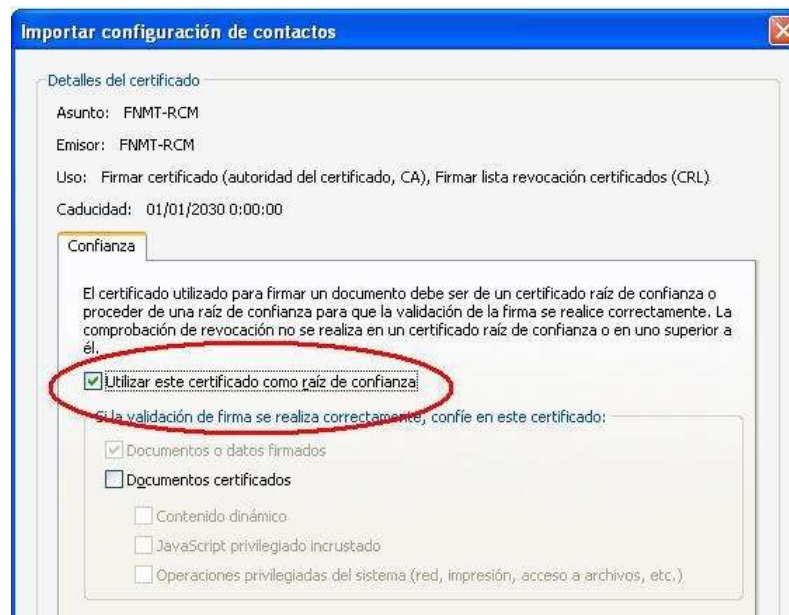 Importar configuración de contactos
Detalles del certificado
Asunto: FNMT-RCM
Emisor: FNMT-RCM
Uso: Firmar certificado (autoridad del certificado, CA), Firmar lista revocación certificados (CRL)
Caducidad: 01/01/2030 0:00:00
Confianza
El certificado utilizado para firmar un documento debe ser de un certificado raíz de confianza o
proceder de una raíz de confianza para que la validación de la firma se realice correctamente. La
comprobación de revocación no se realiza en un certificado raíz de confianza o en uno superior a
él.
Utilizar este certificado como raíz de confianza
Si la validación de firma se realiza correctamente, confíe en este certificado:
Documentos o datos firmados
Documentos certificados
Contenido dinámico
JavaScript privilegiado incrustado
Operaciones privilegiadas del sistema (red, impresión, acceso a archivos, etc.)